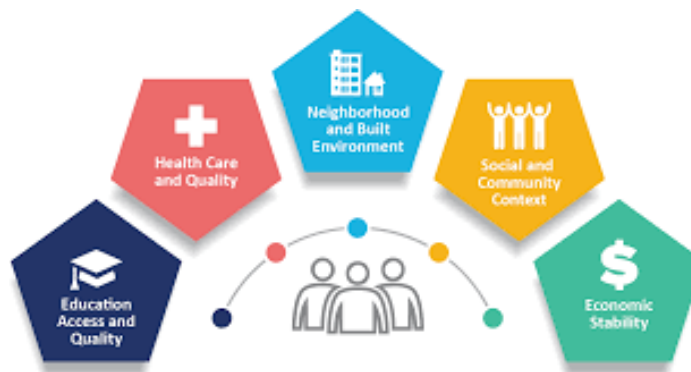 Education
Access and
Quality
Health Care
and Quality
Neighborhood
and Built
Environment
Social and
Community
Context
$
Economic
Stability